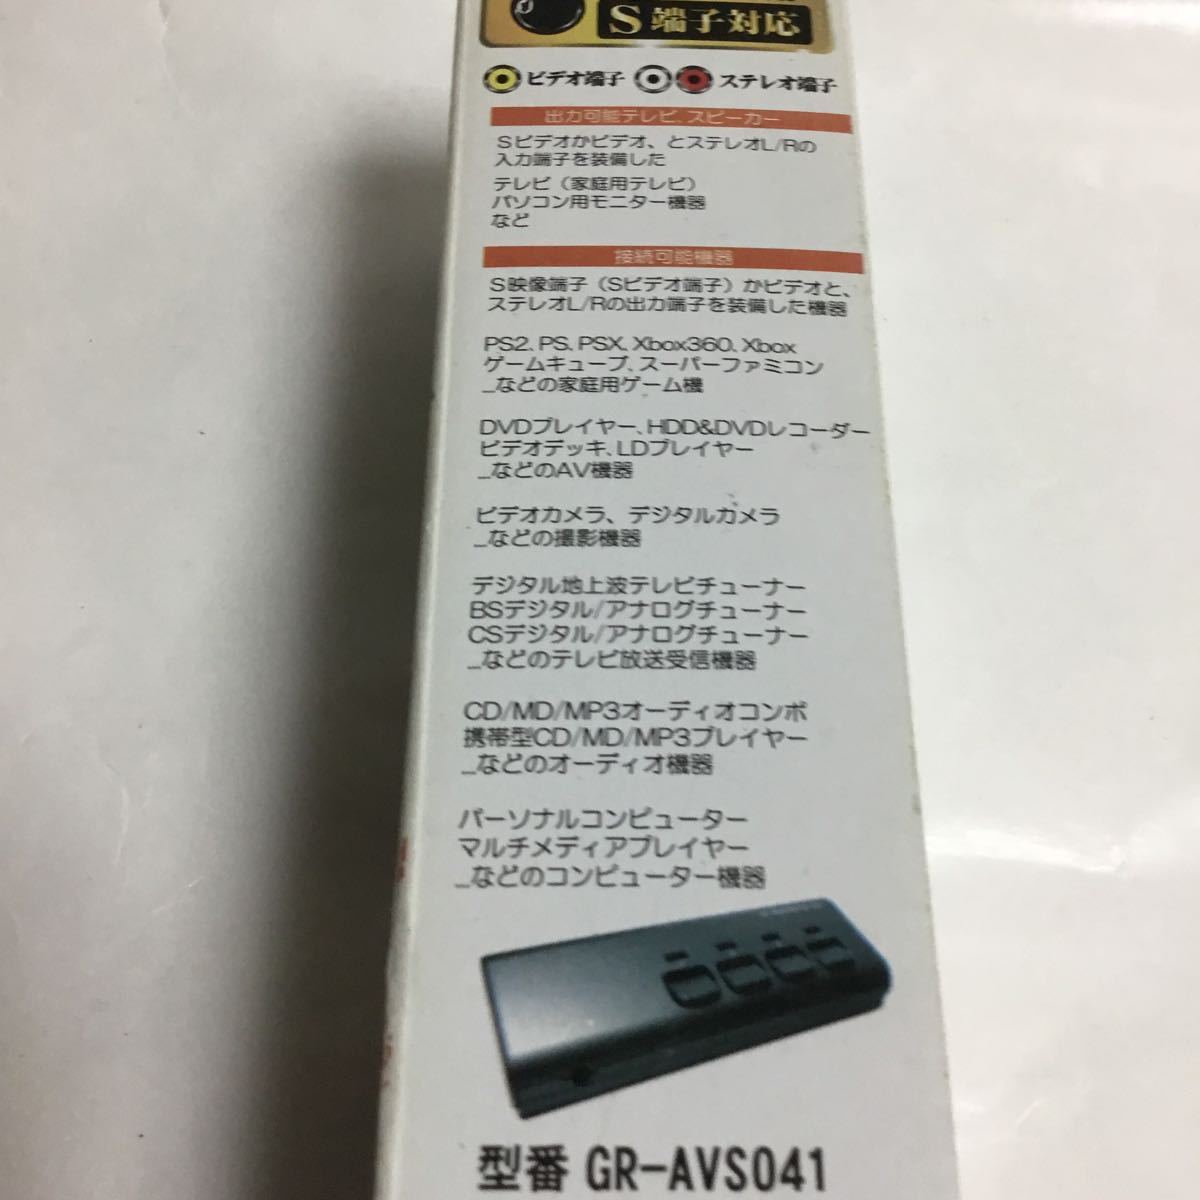 S端子対応
ビデオ端子 ステレオ端子
出力可能テレビ、スピーカー
Sビデオかビデオ、とステレオL/Rの
入力端子を装備した
テレビ（家庭用テレビ）
パソコン用モニター機器
など
接続可能機器
S映像端子（Sビデオ端子）かビデオと、
ステレオL/Rの出力端子を装備した機器
PS2、PS、PSX、Xbox360、Xbox
ゲームキューブ、スーパーファミコン
...などの家庭用ゲーム機
DVDプレイヤー、HDD&DVDレコーダー
ビデオデッキ、LDプレイヤー
...などのAV機器
ビデオカメラ、デジタルカメラ
...などの撮影機器
デジタル地上波テレビチューナー
BSデジタル/アナログチューナー
CSデジタル/アナログチューナー
...などのテレビ放送受信機器
CD/MD/MP3オーディオコンポ
携帯型CD/MD/MP3プレイヤー
...などのオーディオ機器
パーソナルコンピューター
マルチメディアプレイヤー
...などのコンピューター機器
型番 GR-AVS041